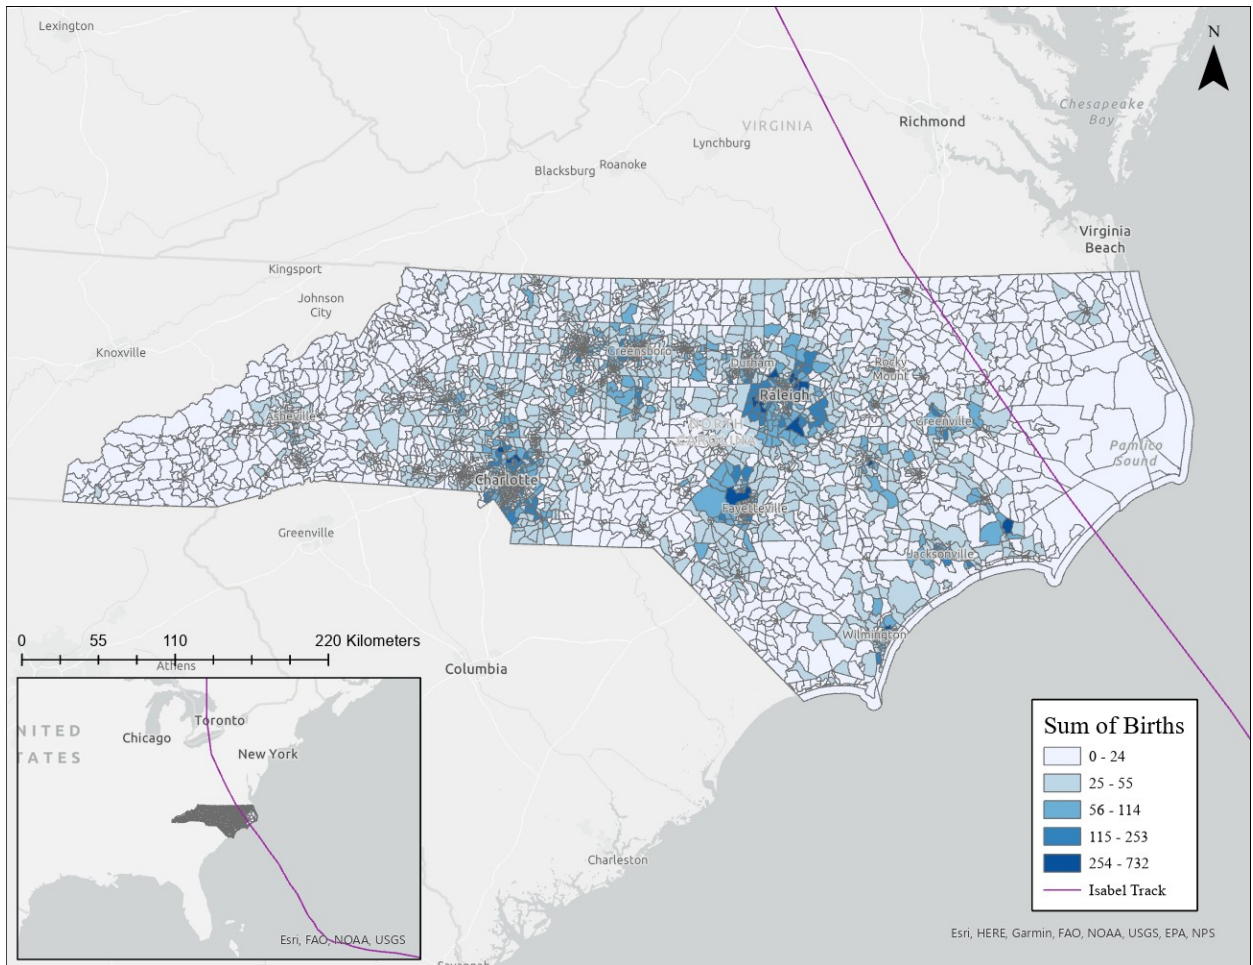 Lexington
N
Chesapeake
Bay
VIRGINIA
Richmond
Lynchburg
Roanoke
Blacksburg
Virginia
Beach
Kingsport
Johnson
City
Knoxville
Greensboro
Durham
Rocky
Mount
Raleigh
Asheville
Greenville
NORTH
CAROLINA
Pamlico
Sound
Charlotte
Fayetteville
Greenville
Jacksonville
Wilmington
0 55 110 220 Kilometers
Athens
Columbia
NITED
TATES
Toronto
Chicago
New York
Esri, FAO, NOAA, USGS
Charleston
Savannah
Sum of Births
0 - 24
25 - 55
56 - 114
115 - 253
254 - 732
Isabel Track
Esri, HERE, Garmin, FAO, NOAA, USGS, EPA, NPS